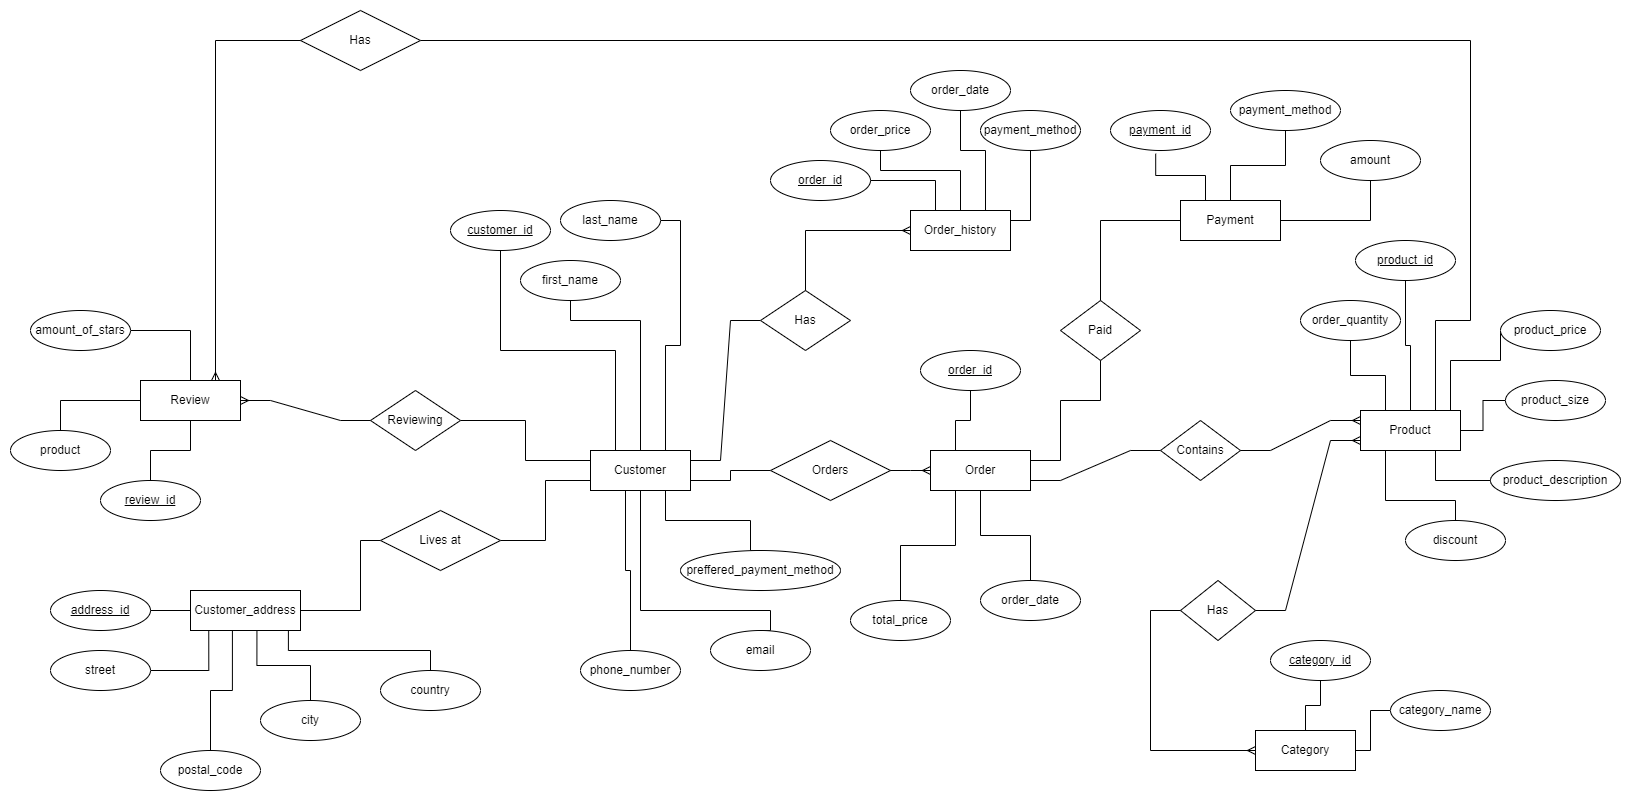 Has
order_date
order_price
payment_method
order_id
Order_history
payment_id
payment_method
amount
Payment
customer_id
last_name
first_name
product_id
order_quantity
product_price
product_size
Product
product_description
discount
amount_of_stars
Review
product
review_id
Reviewing
Has
Paid
order_id
Customer
Orders
Order
Contains
Lives at
preffered_payment_method
address_id
Customer_address
street
postal_code
city
country
phone_number
email
total_price
order_date
Has
category_id
category_name
Category